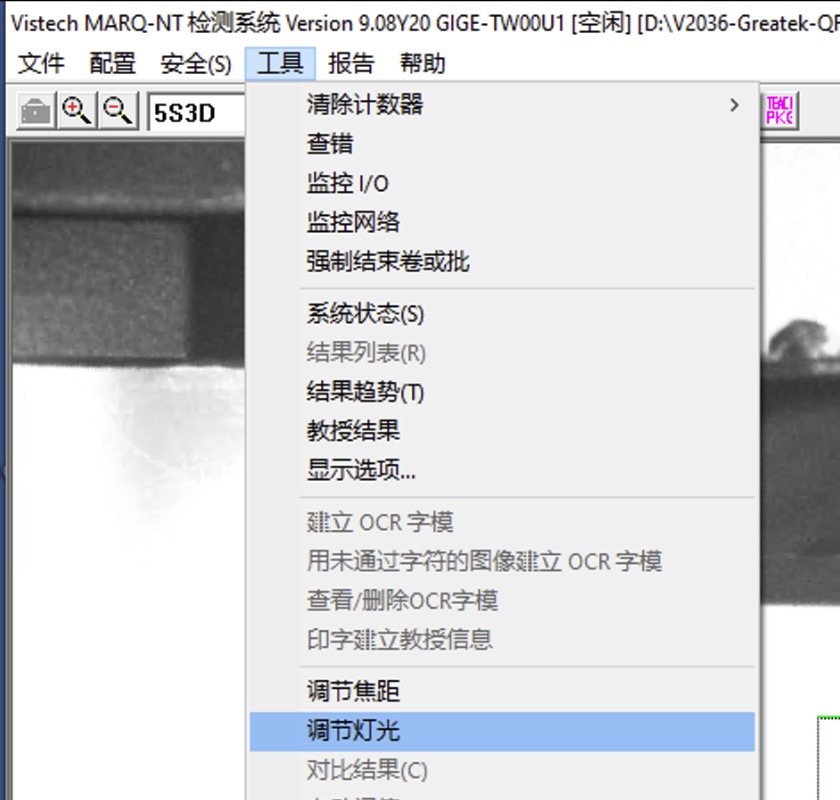 Vistech MARQ-NT 检测系统 Version 9.08Y20 GIGE-TW00U1 [空闲] [D:\V2036-Greatek-QF
文件 配置 安全(S) 工具 报告 帮助
5S3D
TEACH PKG
清除计数器
查错
监控 I/O
监控网络
强制结束卷或批
系统状态(S)
结果列表(R)
结果趋势(T)
教授结果
显示选项...
建立 OCR 字模
用未通过字符的图像建立 OCR 字模
查看/删除OCR字模
印字建立教授信息
调节焦距
调节灯光
对比结果(C)